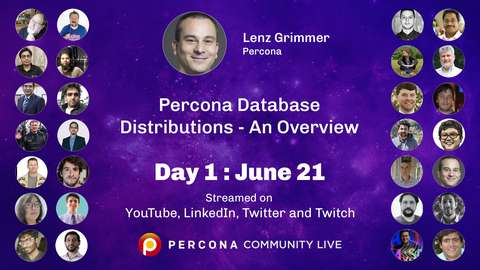 Lenz Grimmer
Percona
Percona Database
Distributions - An Overview
Day 1 : June 21
Streamed on
YouTube, LinkedIn, Twitter and Twitch
PERCONA COMMUNITY LIVE